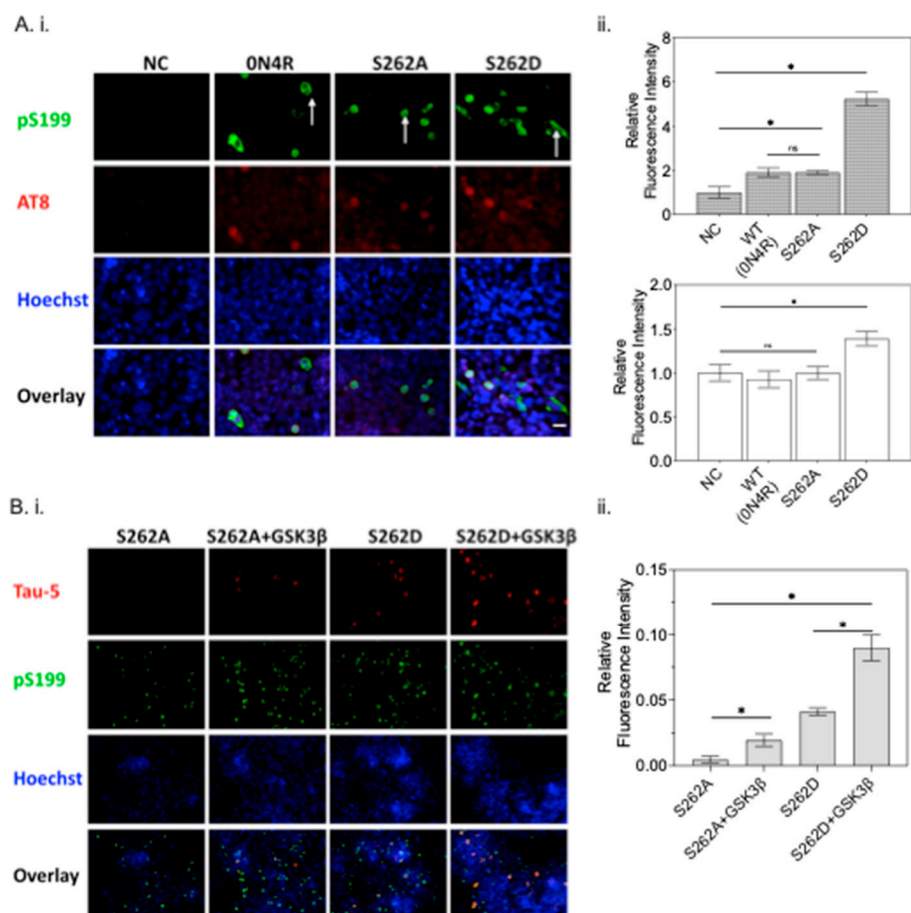 A. i.
NC 0N4R S262A S262D
pS199
AT8
Hoechst
Overlay
ii.
Relative
Fluorescence Intensity
8
6
4
2
0
*
*
ns
NC
WT
(0N4R)
S262A
S262D
Relative
Fluorescence Intensity
2.0
1.5
1.0
0.5
0.0
*
ns
NC
WT
(0N4R)
S262A
S262D
B. i.
S262A S262A+GSK3β S262D S262D+GSK3β
Tau-5
pS199
Hoechst
Overlay
ii.
Relative
Fluorescence Intensity
0.15
0.10
0.05
0.00
*
*
*
S262A
S262A+GSK3β
S262D
S262D+GSK3β